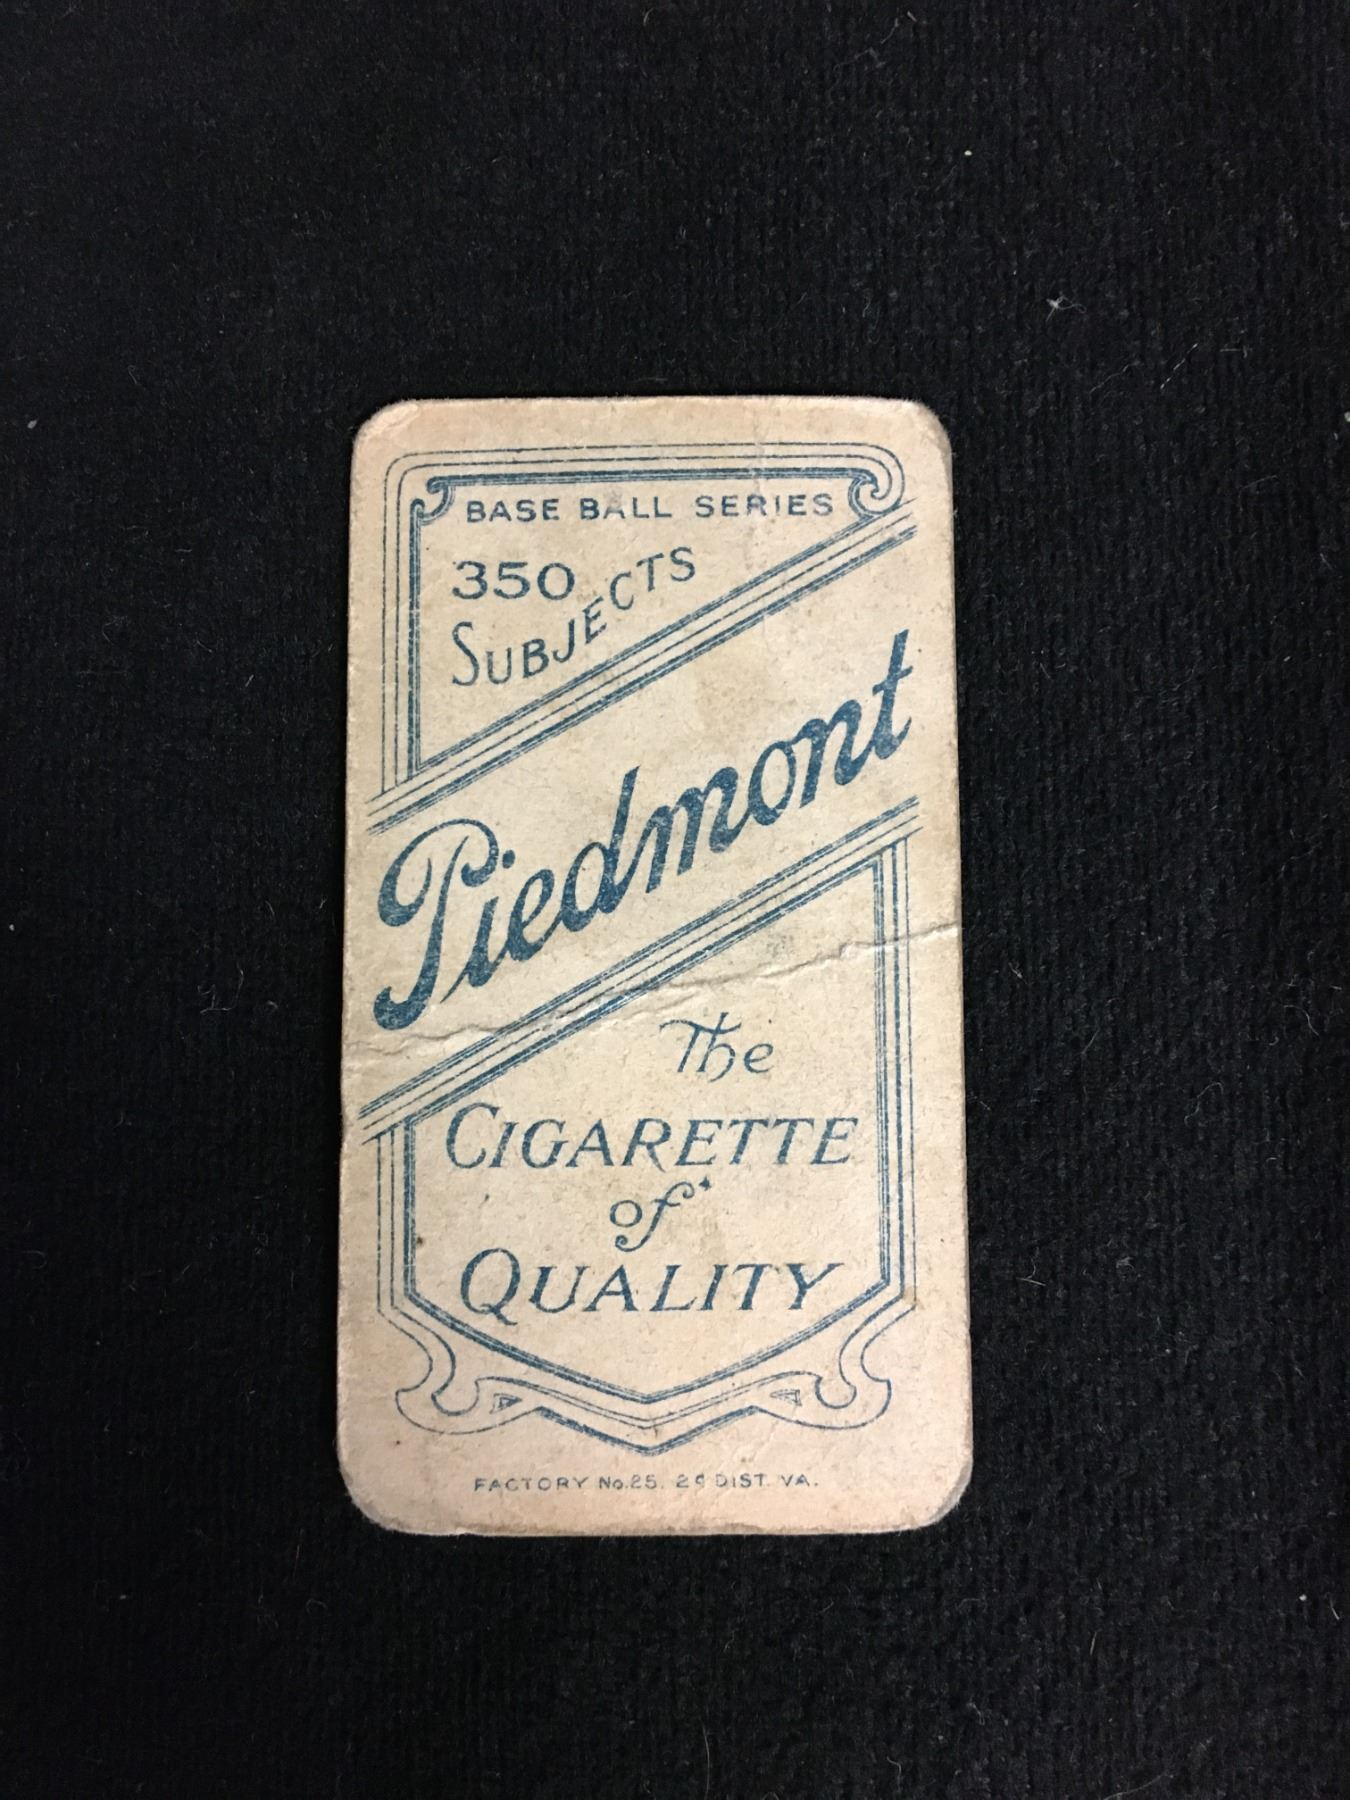 BASE BALL SERIES
350
SUBJECTS
Piedmont
The
CIGARETTE
of
QUALITY
FACTORY No.25. 2d DIST. VA.